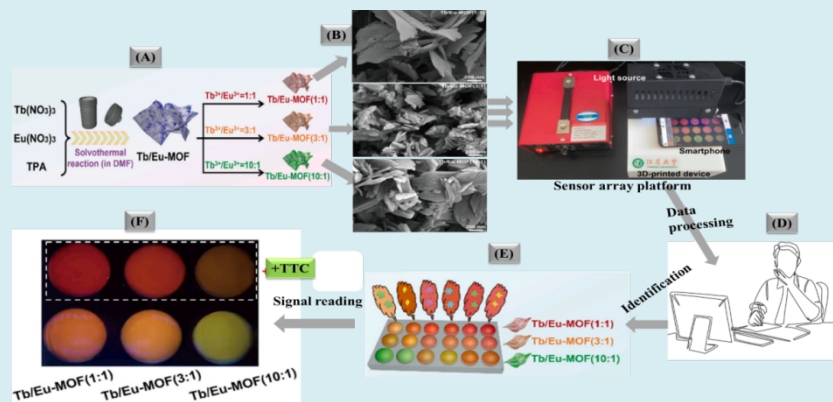 (A)
Tb(NO3)3
Eu(NO3)3
TPA
Solvothermal
reaction (in DMF)
Tb/Eu-MOF
Tb³⁺/Eu³⁺=1:1
Tb/Eu-MOF(1:1)
Tb³⁺/Eu³⁺=3:1
Tb/Eu-MOF(3:1)
Tb³⁺/Eu³⁺=10:1
Tb/Eu-MOF(10:1)
(B)
(C)
Light source
Smartphone
3D-printed device
Sensor array platform
Data
processing
(D)
Identification
(E)
Tb/Eu-MOF(1:1)
Tb/Eu-MOF(3:1)
Tb/Eu-MOF(10:1)
+TTC
Signal reading
(F)
Tb/Eu-MOF(1:1)
Tb/Eu-MOF(3:1)
Tb/Eu-MOF(10:1)